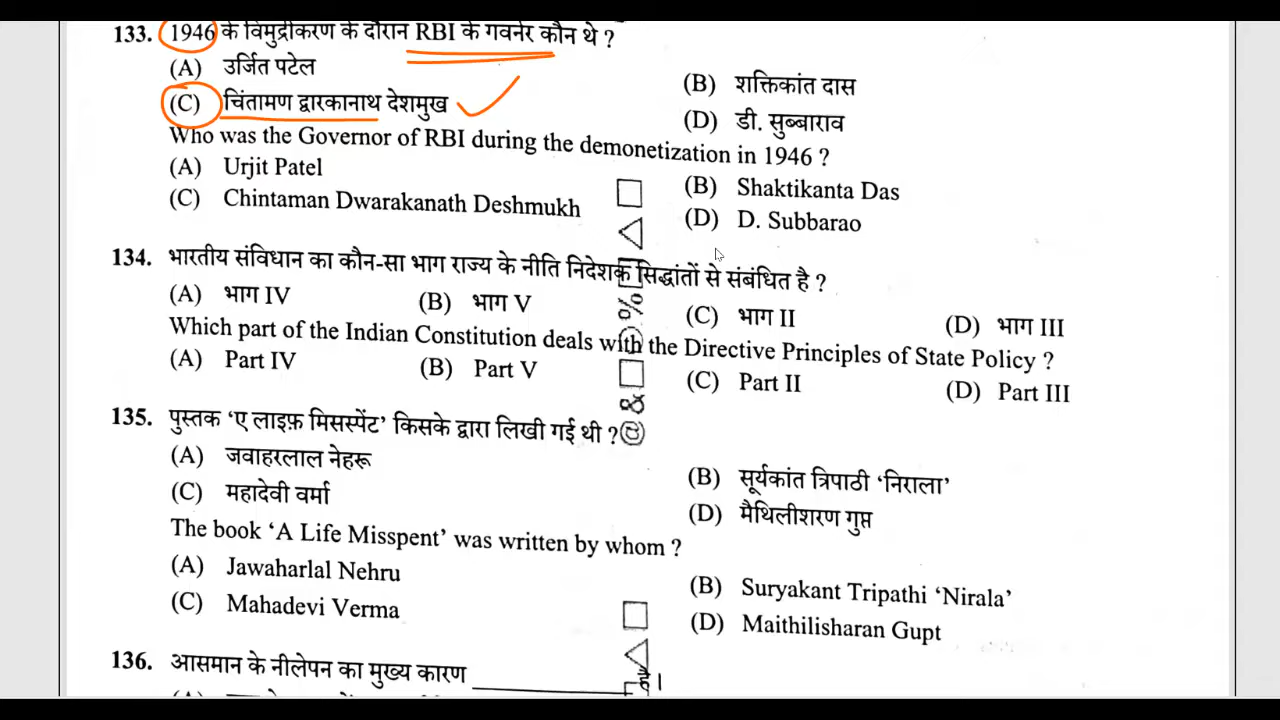 133. 1946 के विमुद्रीकरण के दौरान RBI के गवर्नर कौन थे ?
(A) उर्जित पटेल (B) शक्तिकांत दास
(C) चिंतामण द्वारकानाथ देशमुख (D) डी. सुब्बाराव
Who was the Governor of RBI during the demonetization in 1946 ?
(A) Urjit Patel (B) Shaktikanta Das
(C) Chintaman Dwarakanath Deshmukh (D) D. Subbarao
134. भारतीय संविधान का कौन-सा भाग राज्य के नीति निदेशक सिद्धांतों से संबंधित है ?
(A) भाग IV (B) भाग V (C) भाग II (D) भाग III
Which part of the Indian Constitution deals with the Directive Principles of State Policy ?
(A) Part IV (B) Part V (C) Part II (D) Part III
135. पुस्तक ‘ए लाइफ़ मिसस्पेंट’ किसके द्वारा लिखी गई थी ?
(A) जवाहरलाल नेहरू (B) सूर्यकांत त्रिपाठी ‘निराला’
(C) महादेवी वर्मा (D) मैथिलीशरण गुप्त
The book ‘A Life Misspent’ was written by whom ?
(A) Jawaharlal Nehru (B) Suryakant Tripathi ‘Nirala’
(C) Mahadevi Verma (D) Maithilisharan Gupt
136. आसमान के नीलेपन का मुख्य कारण ____________ है ।